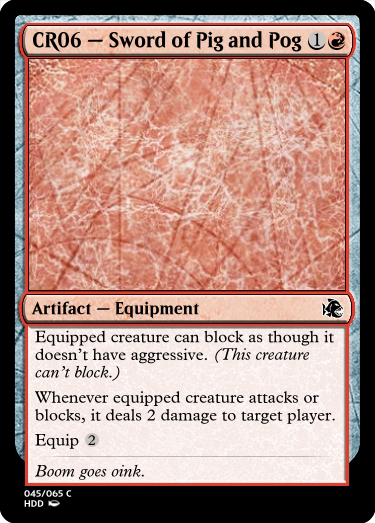 CR06 — Sword of Pig and Pog 1
Artifact — Equipment
Equipped creature can block as though it
doesn't have aggressive. (This creature
can't block.)
Whenever equipped creature attacks or
blocks, it deals 2 damage to target player.
Equip 2
Boom goes oink.
045/065 C
HDD